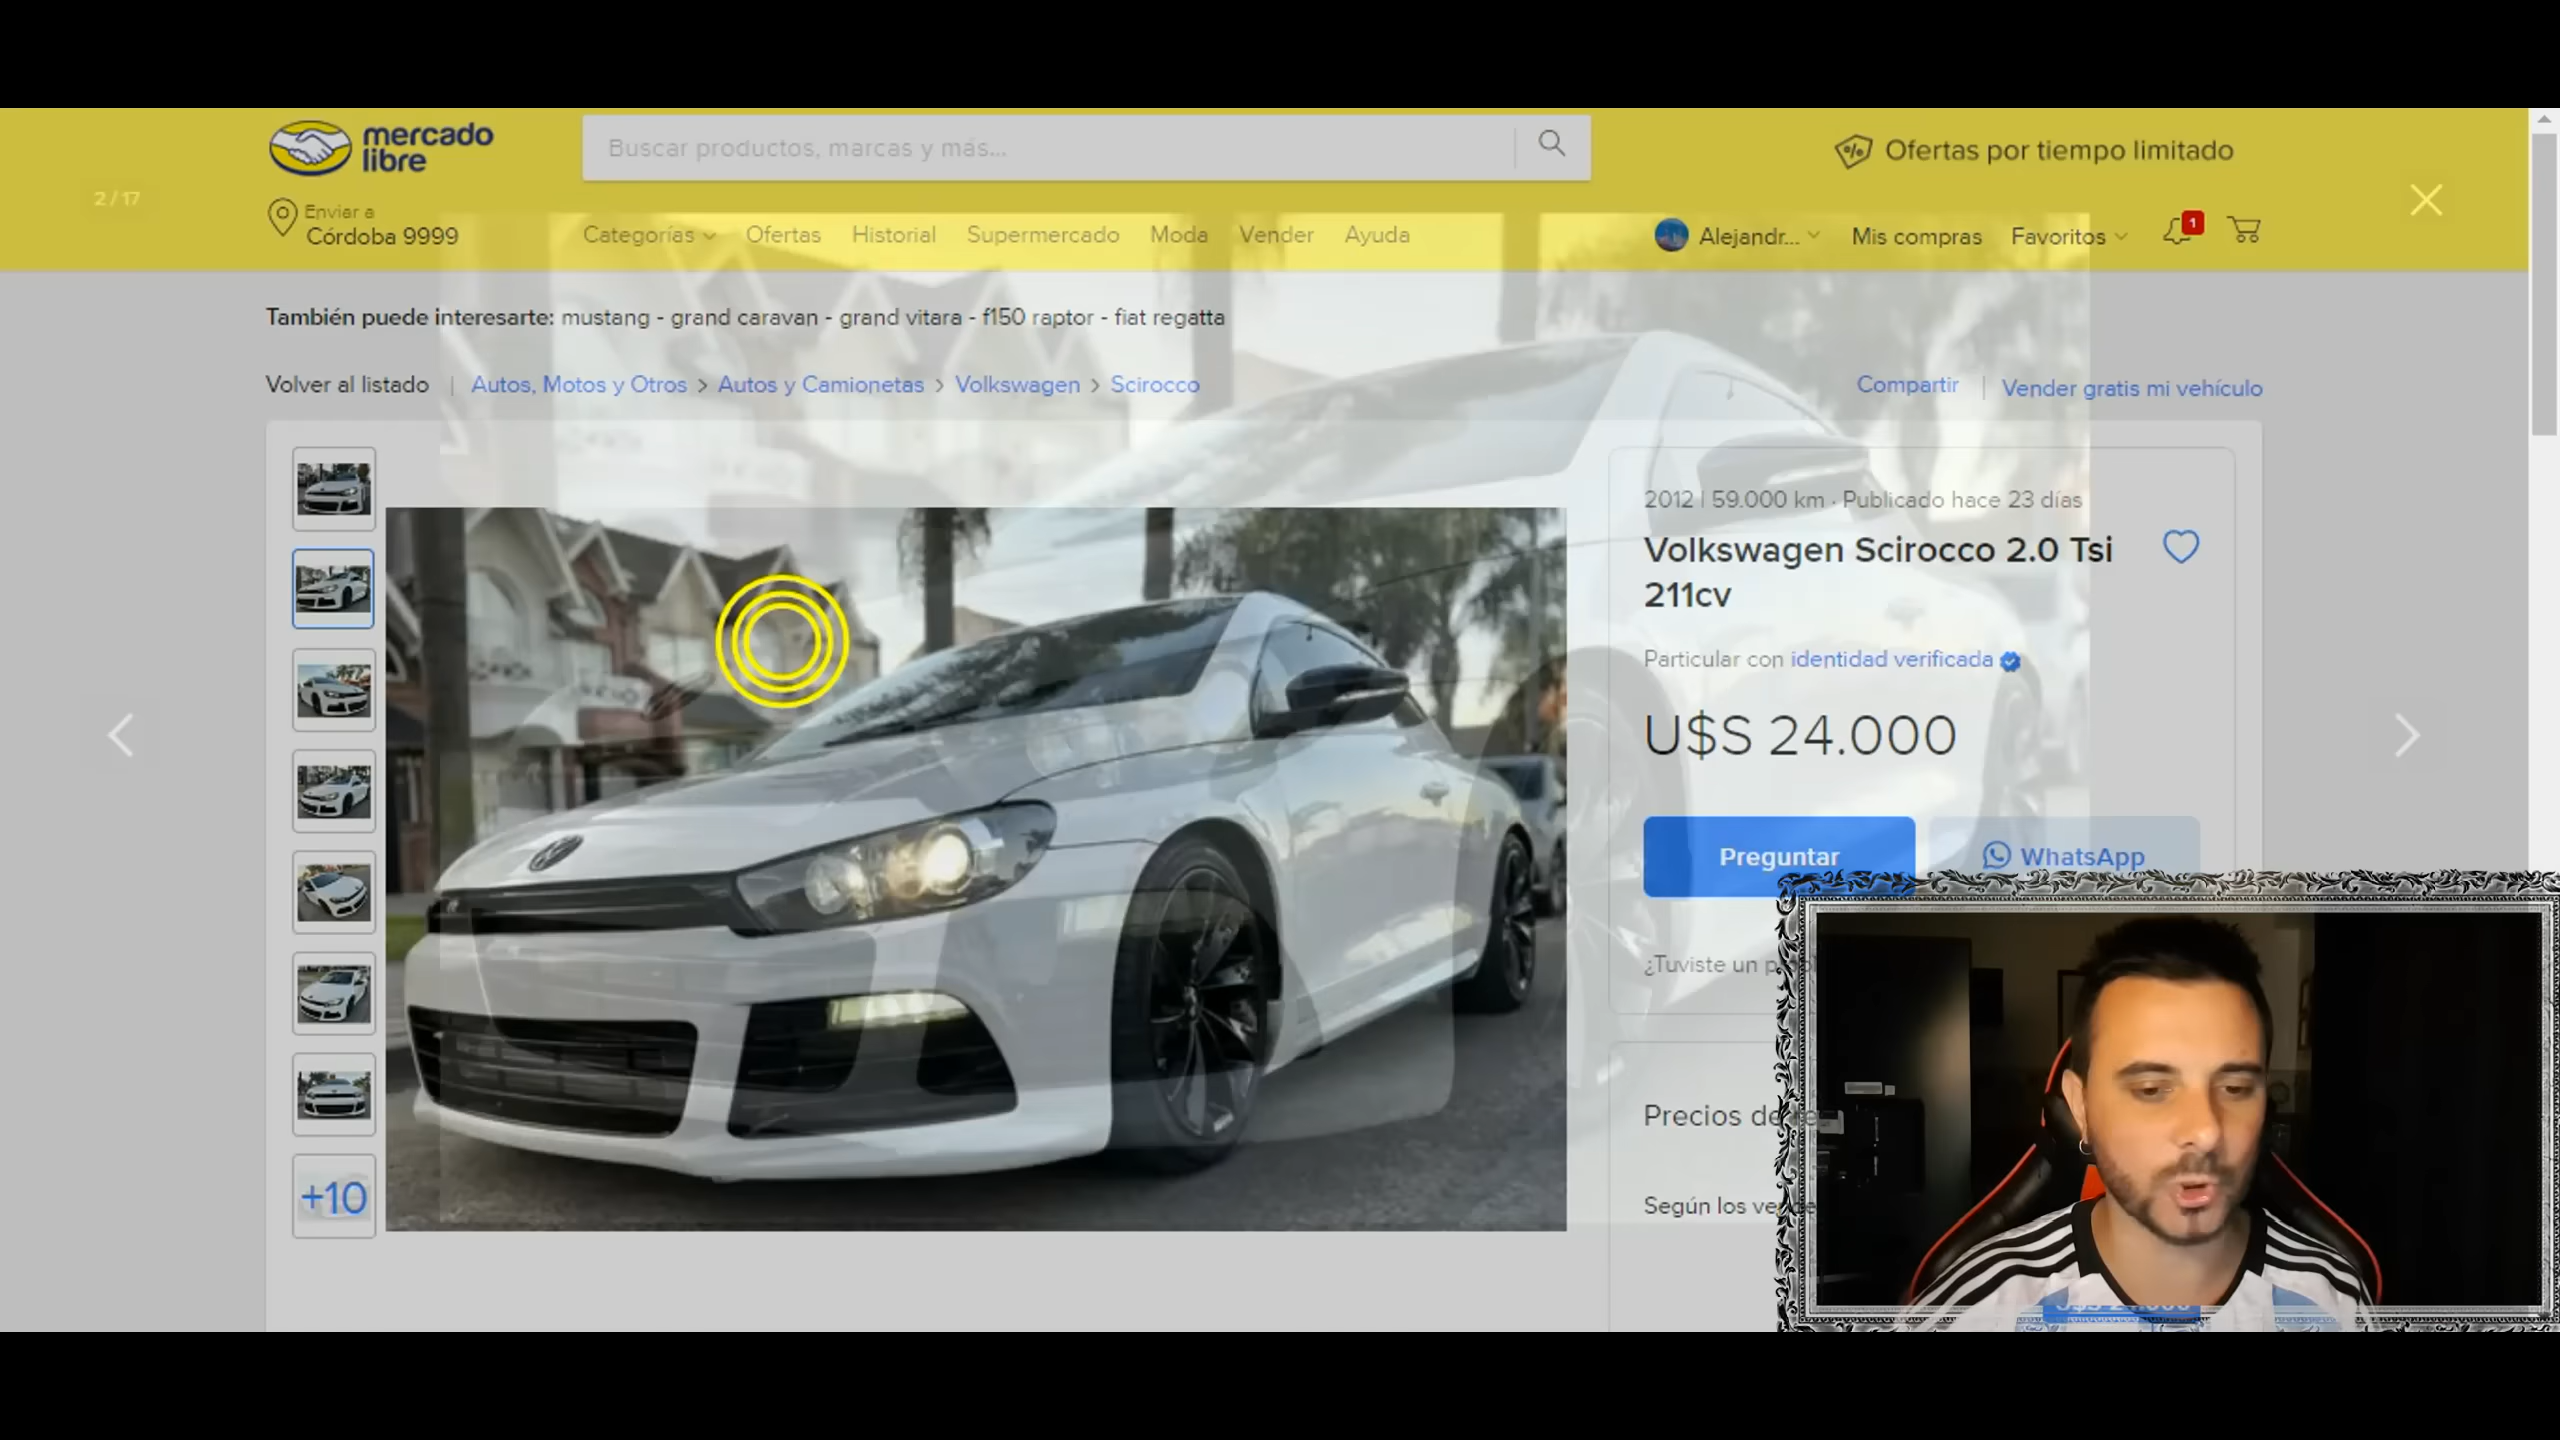 mercado
libre
Buscar productos, marcas y más...
Ofertas por tiempo limitado
2 / 17
Enviar a
Córdoba 9999
Categorías Ofertas Historial Supermercado Moda Vender Ayuda
Alejandr... Mis compras Favoritos 1
También puede interesarte: mustang - grand caravan - grand vitara - f150 raptor - fiat regatta
Volver al listado | Autos, Motos y Otros > Autos y Camionetas > Volkswagen > Scirocco
Compartir | Vender gratis mi vehículo
2012 | 59.000 km · Publicado hace 23 días
Volkswagen Scirocco 2.0 Tsi
211cv
Particular con identidad verificada
U$S 24.000
Preguntar
WhatsApp
¿Tuviste un
Precios de
Según los
+10